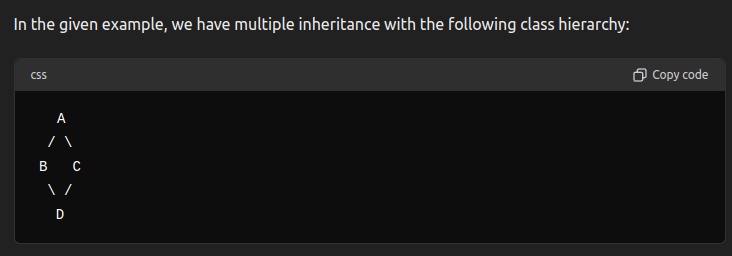 In the given example, we have multiple inheritance with the following class hierarchy:
css Copy code
    A
   / \
  B   C
   \ /
    D